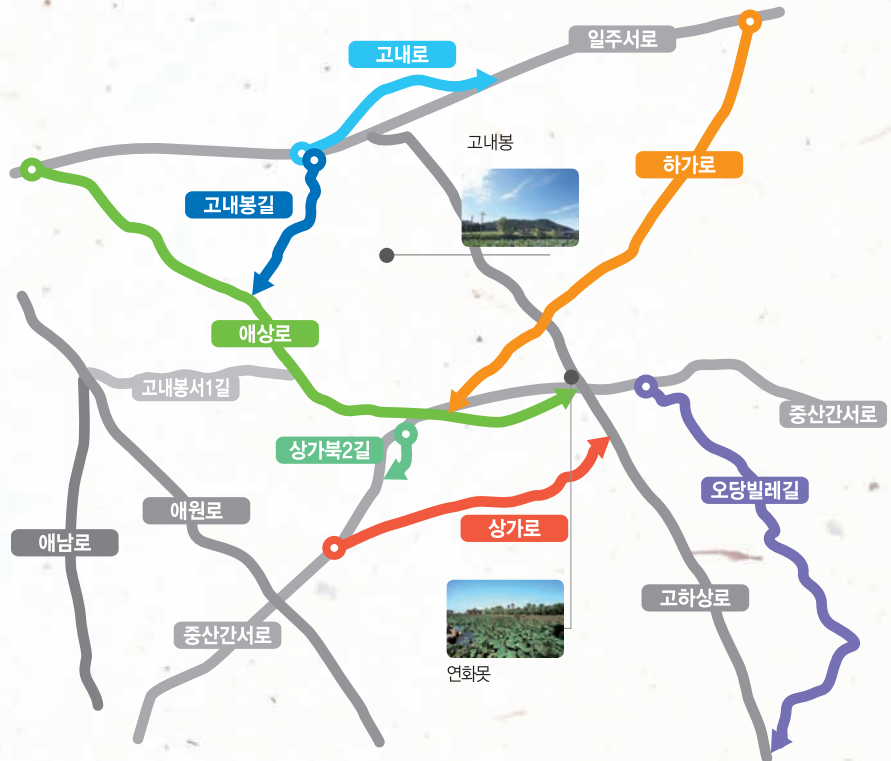 일주서로
고내로
고내봉
하가로
고내봉길
애상로
고내봉서1길
중산간서로
상가북2길
오당빌레길
애원로
상가로
애남로
고하상로
중산간서로
연화못